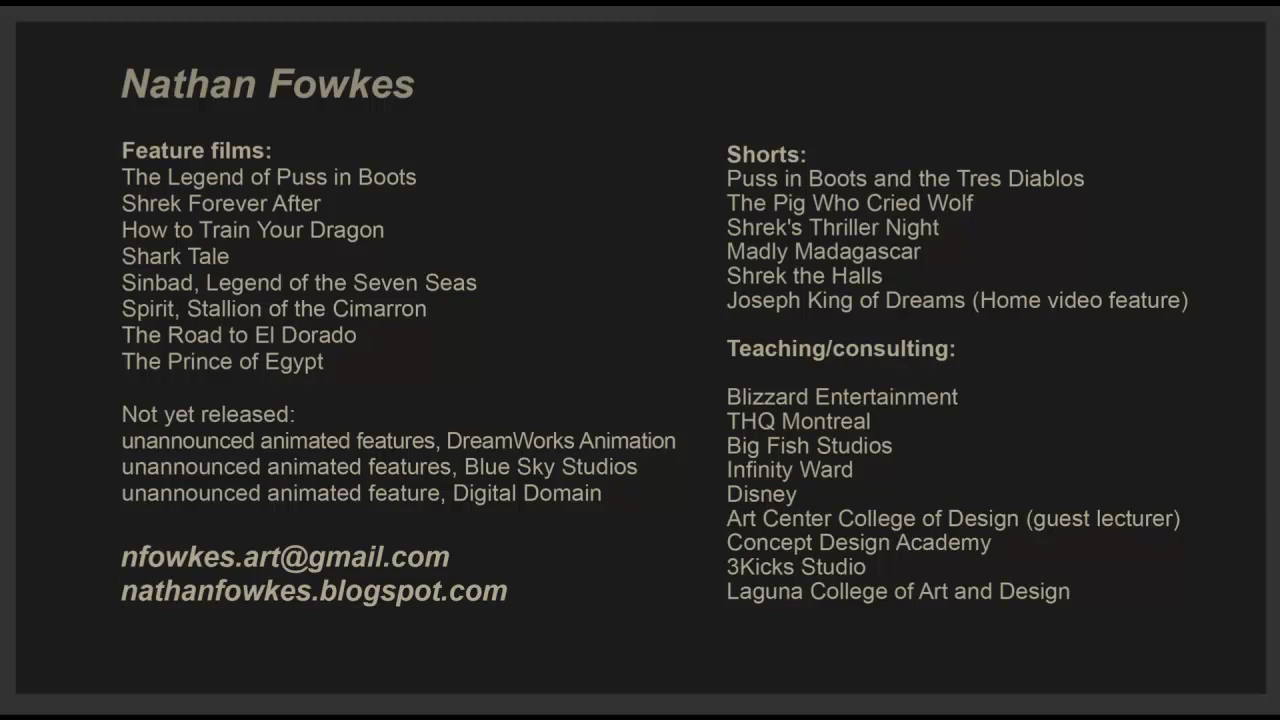 Nathan Fowkes
Feature films:
The Legend of Puss in Boots
Shrek Forever After
How to Train Your Dragon
Shark Tale
Sinbad, Legend of the Seven Seas
Spirit, Stallion of the Cimarron
The Road to El Dorado
The Prince of Egypt
Not yet released:
unannounced animated features, DreamWorks Animation
unannounced animated features, Blue Sky Studios
unannounced animated feature, Digital Domain
nfowkes.art@gmail.com
nathanfowkes.blogspot.com
Shorts:
Puss in Boots and the Tres Diablos
The Pig Who Cried Wolf
Shrek's Thriller Night
Madly Madagascar
Shrek the Halls
Joseph King of Dreams (Home video feature)
Teaching/consulting:
Blizzard Entertainment
THQ Montreal
Big Fish Studios
Infinity Ward
Disney
Art Center College of Design (guest lecturer)
Concept Design Academy
3Kicks Studio
Laguna College of Art and Design